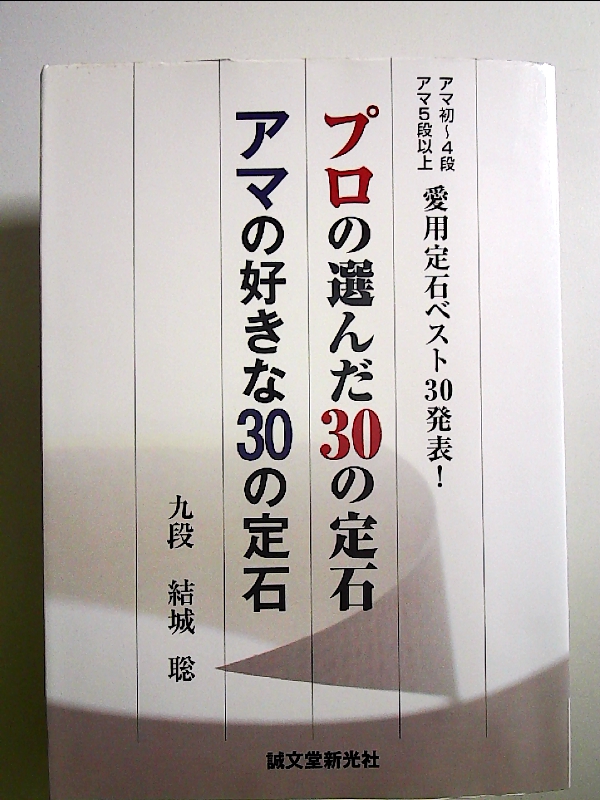 アマ初～4段
アマ5段以上
愛用定石ベスト30発表！
プロの選んだ30の定石
アマの好きな30の定石
九段 結城 聡
誠文堂新光社